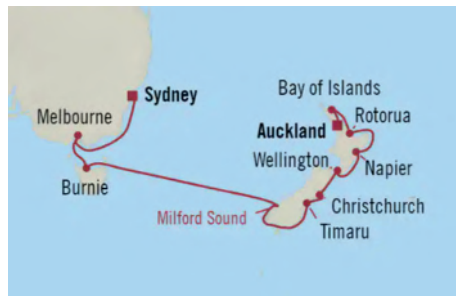 Sydney
Melbourne
Burnie
Bay of Islands
Rotorua
Auckland
Wellington
Napier
Christchurch
Milford Sound
Timaru